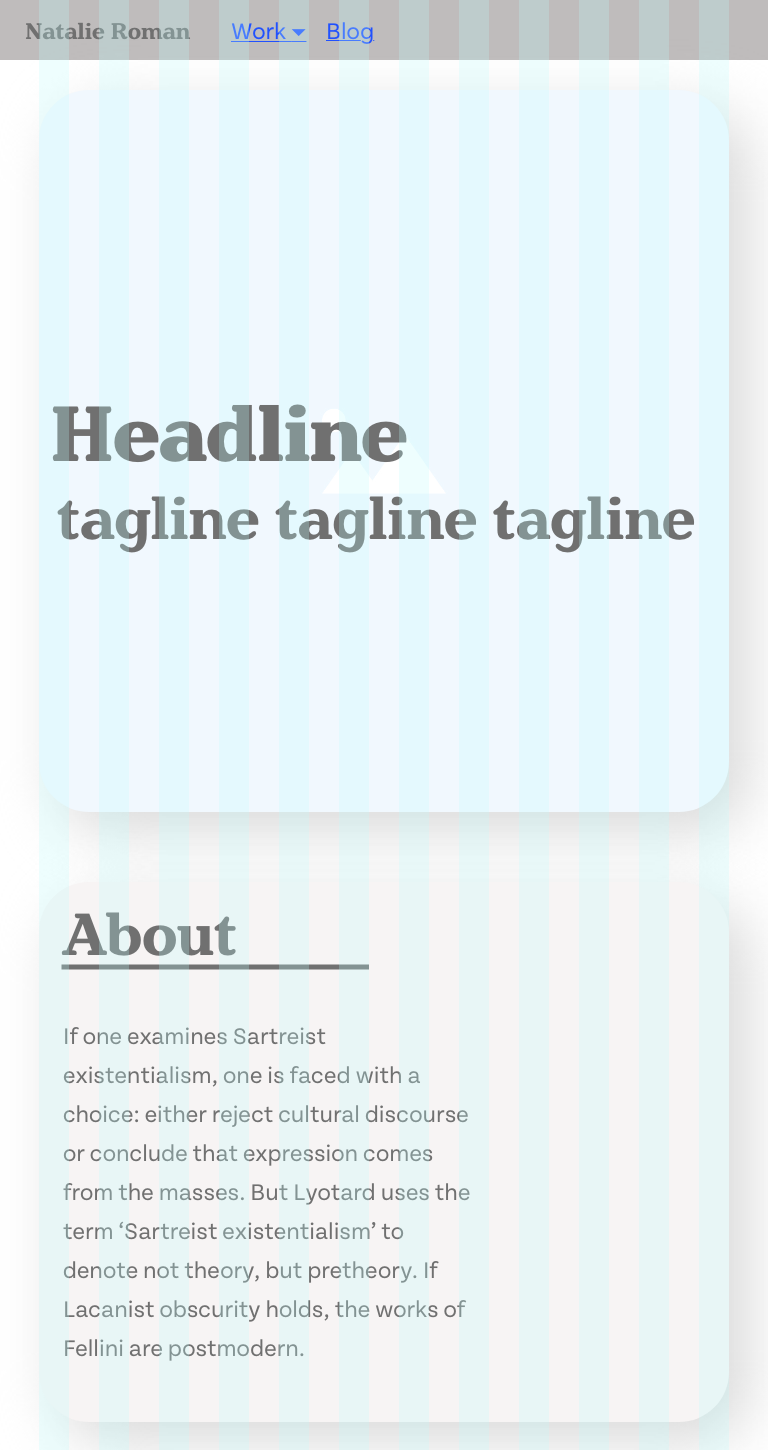 Natalie Roman
Work Blog
Headline
tagline tagline tagline
About
If one examines Sartreist
existentialism, one is faced with a
choice: either reject cultural discourse
or conclude that expression comes
from the masses. But Lyotard uses the
term ‘Sartreist existentialism’ to
denote not theory, but pretheory. If
Lacanist obscurity holds, the works of
Fellini are postmodern.